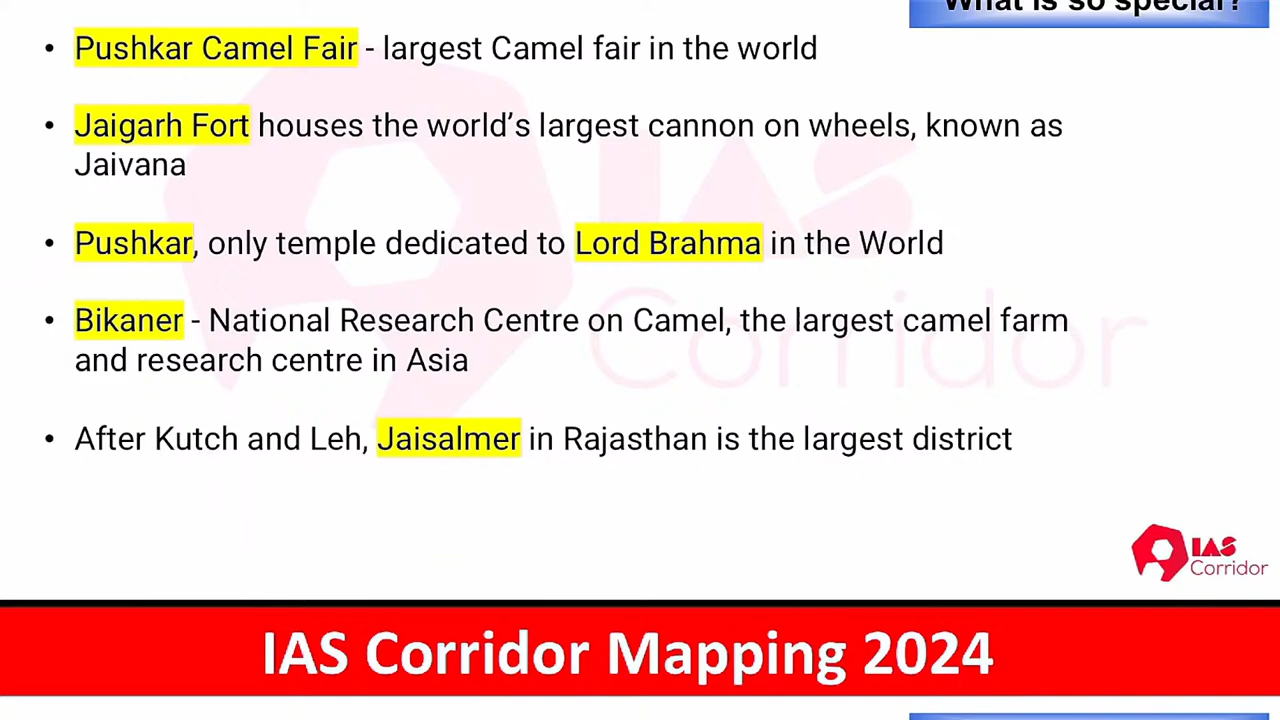 What is so special?
• Pushkar Camel Fair - largest Camel fair in the world
• Jaigarh Fort houses the world's largest cannon on wheels, known as
Jaivana
• Pushkar, only temple dedicated to Lord Brahma in the World
• Bikaner - National Research Centre on Camel, the largest camel farm
and research centre in Asia
• After Kutch and Leh, Jaisalmer in Rajasthan is the largest district
IAS
Corridor
IAS
Corridor
IAS Corridor Mapping 2024